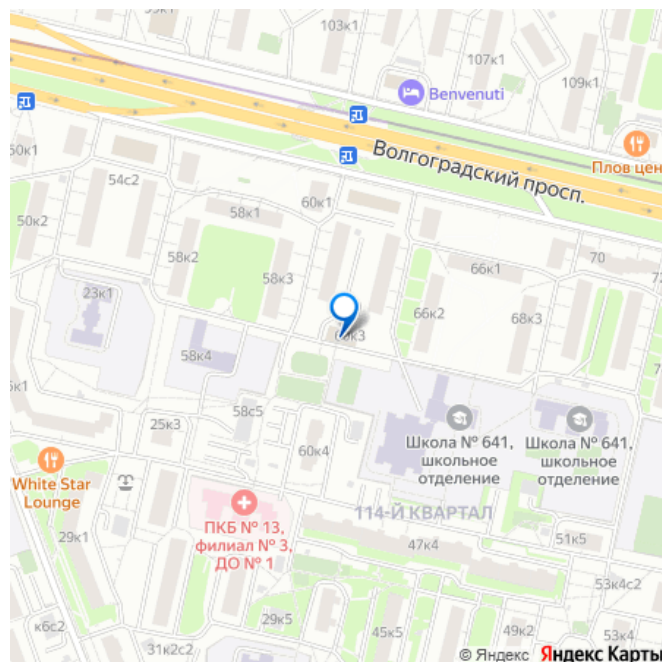 103к1
107к1
109к1
Benvenuti
Плов цен
Волгоградский просп.
50к1
54с2
60к1
58к1
50к2
58к2
58к3
70
66к1
23к1
66к2
68к3
58к4
58с5
25к3
60к4
Школа № 641,
школьное
отделение
Школа № 641,
школьное
отделение
White Star
Lounge
ПКБ № 13,
филиал № 3,
ДО № 1
114-Й КВАРТАЛ
29к1
47к4
51к5
53к4с2
29к5
к6с2
31к2с2
45к5
49к2
© Яндекс Яндекс Карты